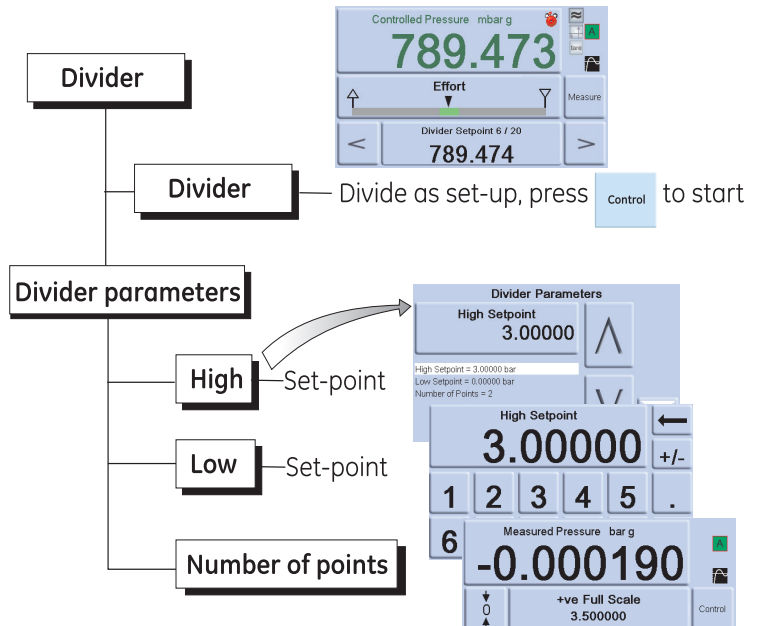 Controlled Pressure mbar g
789.473
A
tare
Effort
Measure
<
Divider Setpoint 6 / 20
789.474
>
Divider
Divider
Divide as set-up, press Control to start
Divider parameters
High
Set-point
Low
Set-point
Number of points
Divider Parameters
High Setpoint
3.00000
High Setpoint = 3.00000 bar
Low Setpoint = 0.00000 bar
Number of Points = 2
High Setpoint
3.00000
+/-
1 2 3 4 5 .
6
Measured Pressure bar g
-0.000190
A
0
+ve Full Scale
3.500000
Control